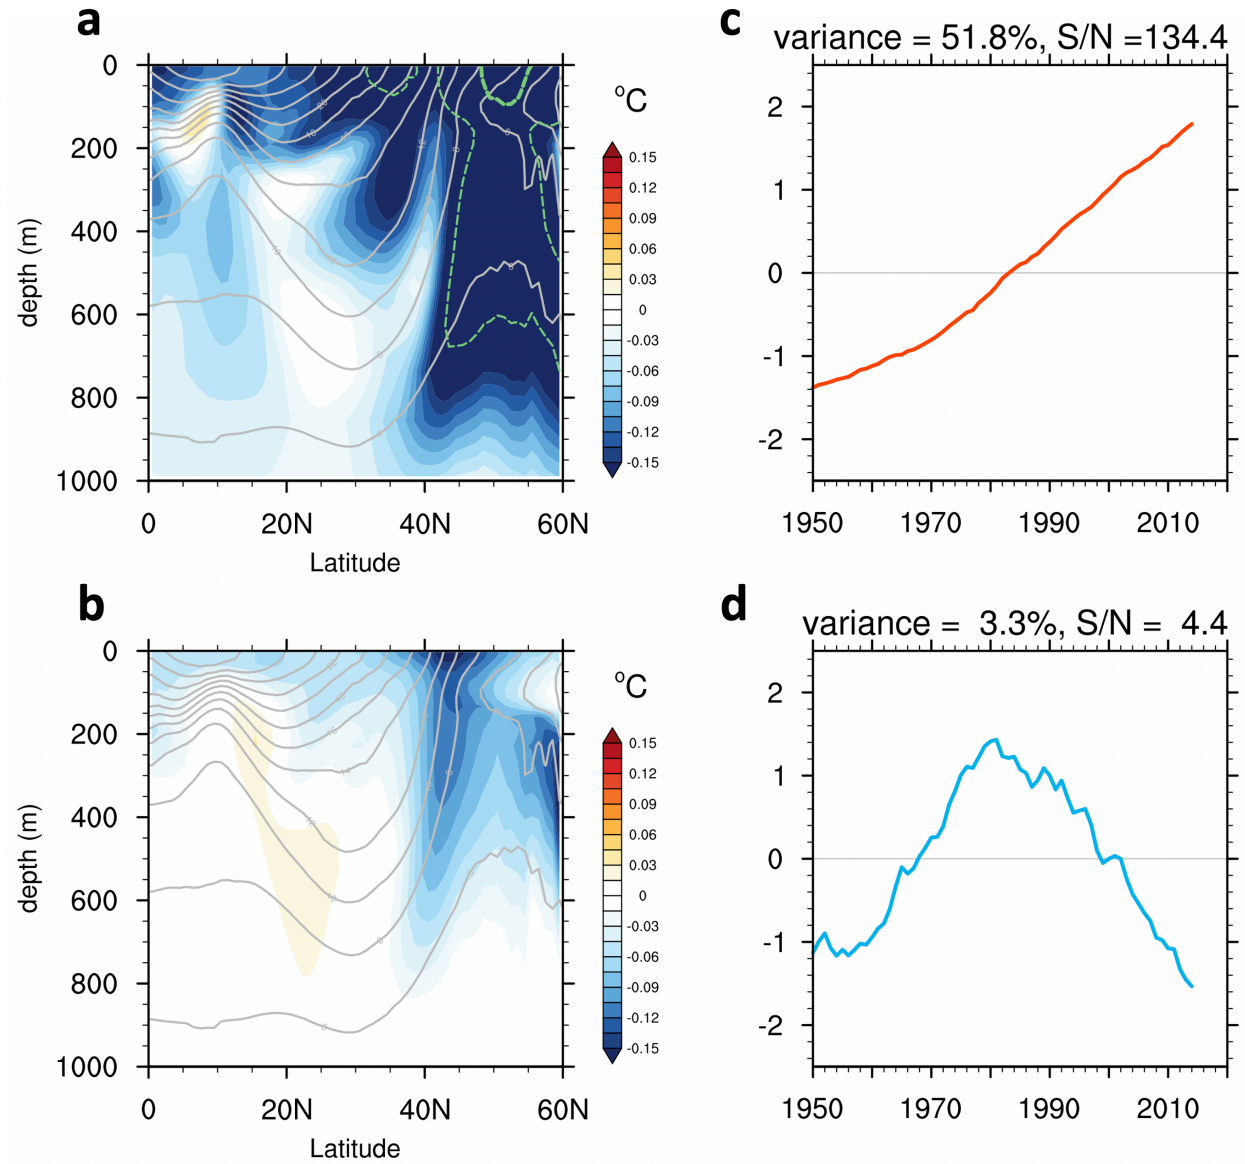 a
°C
0
200
400
600
800
1000
depth (m)
0 20N 40N 60N
Latitude
0.15
0.12
0.09
0.06
0.03
0
-0.03
-0.06
-0.09
-0.12
-0.15
c
variance = 51.8%, S/N =134.4
2
1
0
-1
-2
1950 1970 1990 2010
b
°C
0
200
400
600
800
1000
depth (m)
0 20N 40N 60N
Latitude
0.15
0.12
0.09
0.06
0.03
0
-0.03
-0.06
-0.09
-0.12
-0.15
d
variance = 3.3%, S/N = 4.4
2
1
0
-1
-2
1950 1970 1990 2010